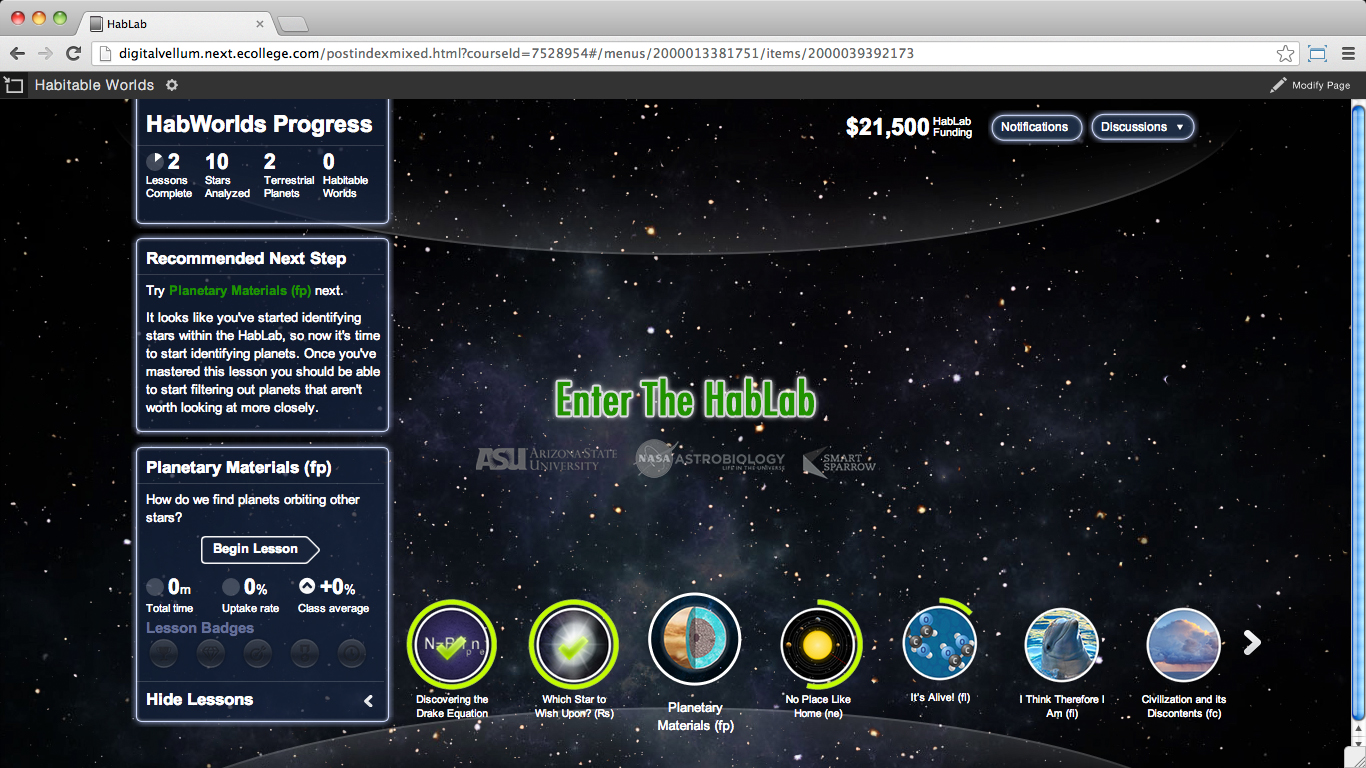 HabLab
digitalvellum.next.ecollege.com/postindexmixed.html?courseId=7528954#/menus/2000013381751/items/2000039392173
Habitable Worlds
Modify Page
HabWorlds Progress
2
Lessons
Complete
10
Stars
Analyzed
2
Terrestrial
Planets
0
Habitable
Worlds
$21,500 HabLab
Funding
Notifications
Discussions
Recommended Next Step
Try Planetary Materials (fp) next.
It looks like you've started identifying
stars within the HabLab, so now it's time
to start identifying planets. Once you've
mastered this lesson you should be able
to start filtering out planets that aren't
worth looking at more closely.
Enter The HabLab
ASU ARIZONA STATE
UNIVERSITY
NASA ASTROBIOLOGY
LIFE IN THE UNIVERSE
SMART
SPARROW
Planetary Materials (fp)
How do we find planets orbiting other
stars?
Begin Lesson
0m
Total time
0%
Uptake rate
+0%
Class average
Lesson Badges
Hide Lessons
Discovering the
Drake Equation
Which Star to
Wish Upon? (Rs)
Planetary
Materials (fp)
No Place Like
Home (ne)
It's Alive! (fl)
I Think Therefore I
Am (fi)
Civilization and its
Discontents (fc)